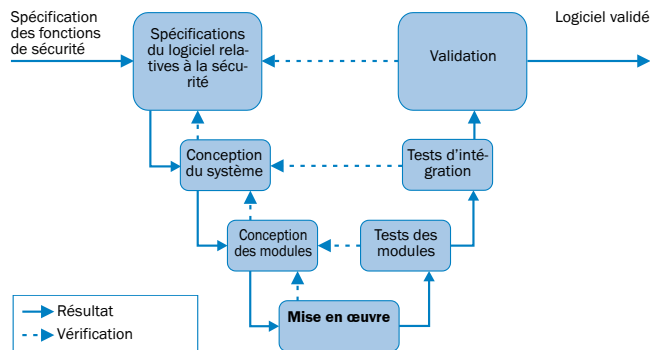 Spécification
des fonctions
de sécurité
Spécifications
du logiciel rela-
tives à la sécu-
rité
Validation
Logiciel validé
Conception
du système
Tests d'inté-
gration
Conception
des modules
Tests des
modules
Mise en œuvre
Résultat
Vérification